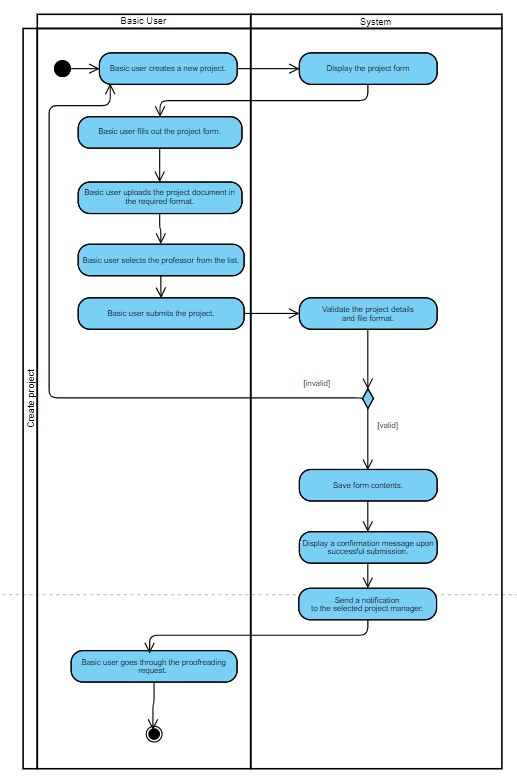 Basic User
System
Basic user creates a new project.
Display the project form
Basic user fills out the project form.
Basic user uploads the project document in
the required format.
Basic user selects the professor from the list.
Basic user submits the project.
Validate the project details
and file format.
Create project
[invalid]
[valid]
Save form contents.
Display a confirmation message upon
successful submission.
Send a notification
to the selected project manager.
Basic user goes through the proofreading
request.